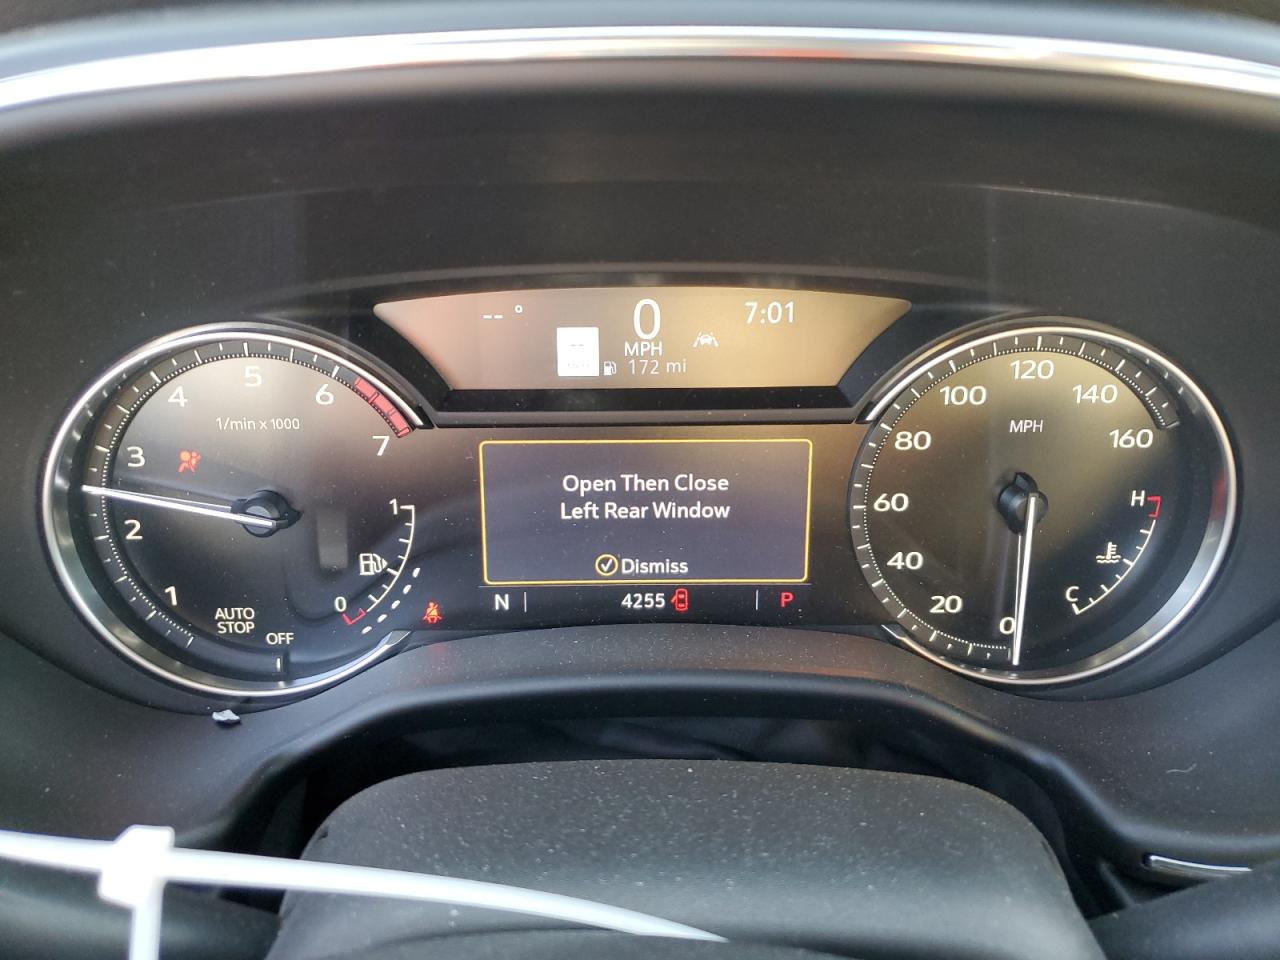 -- °
0
MPH
172 mi
7:01
1
2
3
4
5
6
7
1/min x 1000
AUTO
STOP
OFF
1
0
Open Then Close
Left Rear Window
Dismiss
N
4255
P
0
20
40
60
80
100
120
140
160
MPH
H
C